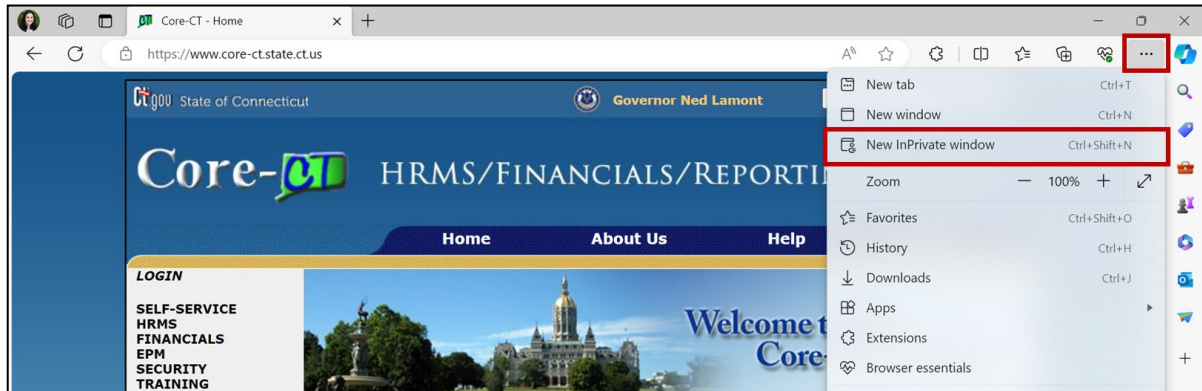 Core-CT - Home
https://www.core-ct.state.ct.us
CT.gov State of Connecticut
Governor Ned Lamont
Core-CT
HRMS/FINANCIALS/REPORTI
Home About Us Help
LOGIN
SELF-SERVICE
HRMS
FINANCIALS
EPM
SECURITY
TRAINING
Welcome t
Core-
New tab Ctrl+T
New window Ctrl+N
New InPrivate window Ctrl+Shift+N
Zoom 100%
Favorites Ctrl+Shift+O
History Ctrl+H
Downloads Ctrl+J
Apps
Extensions
Browser essentials